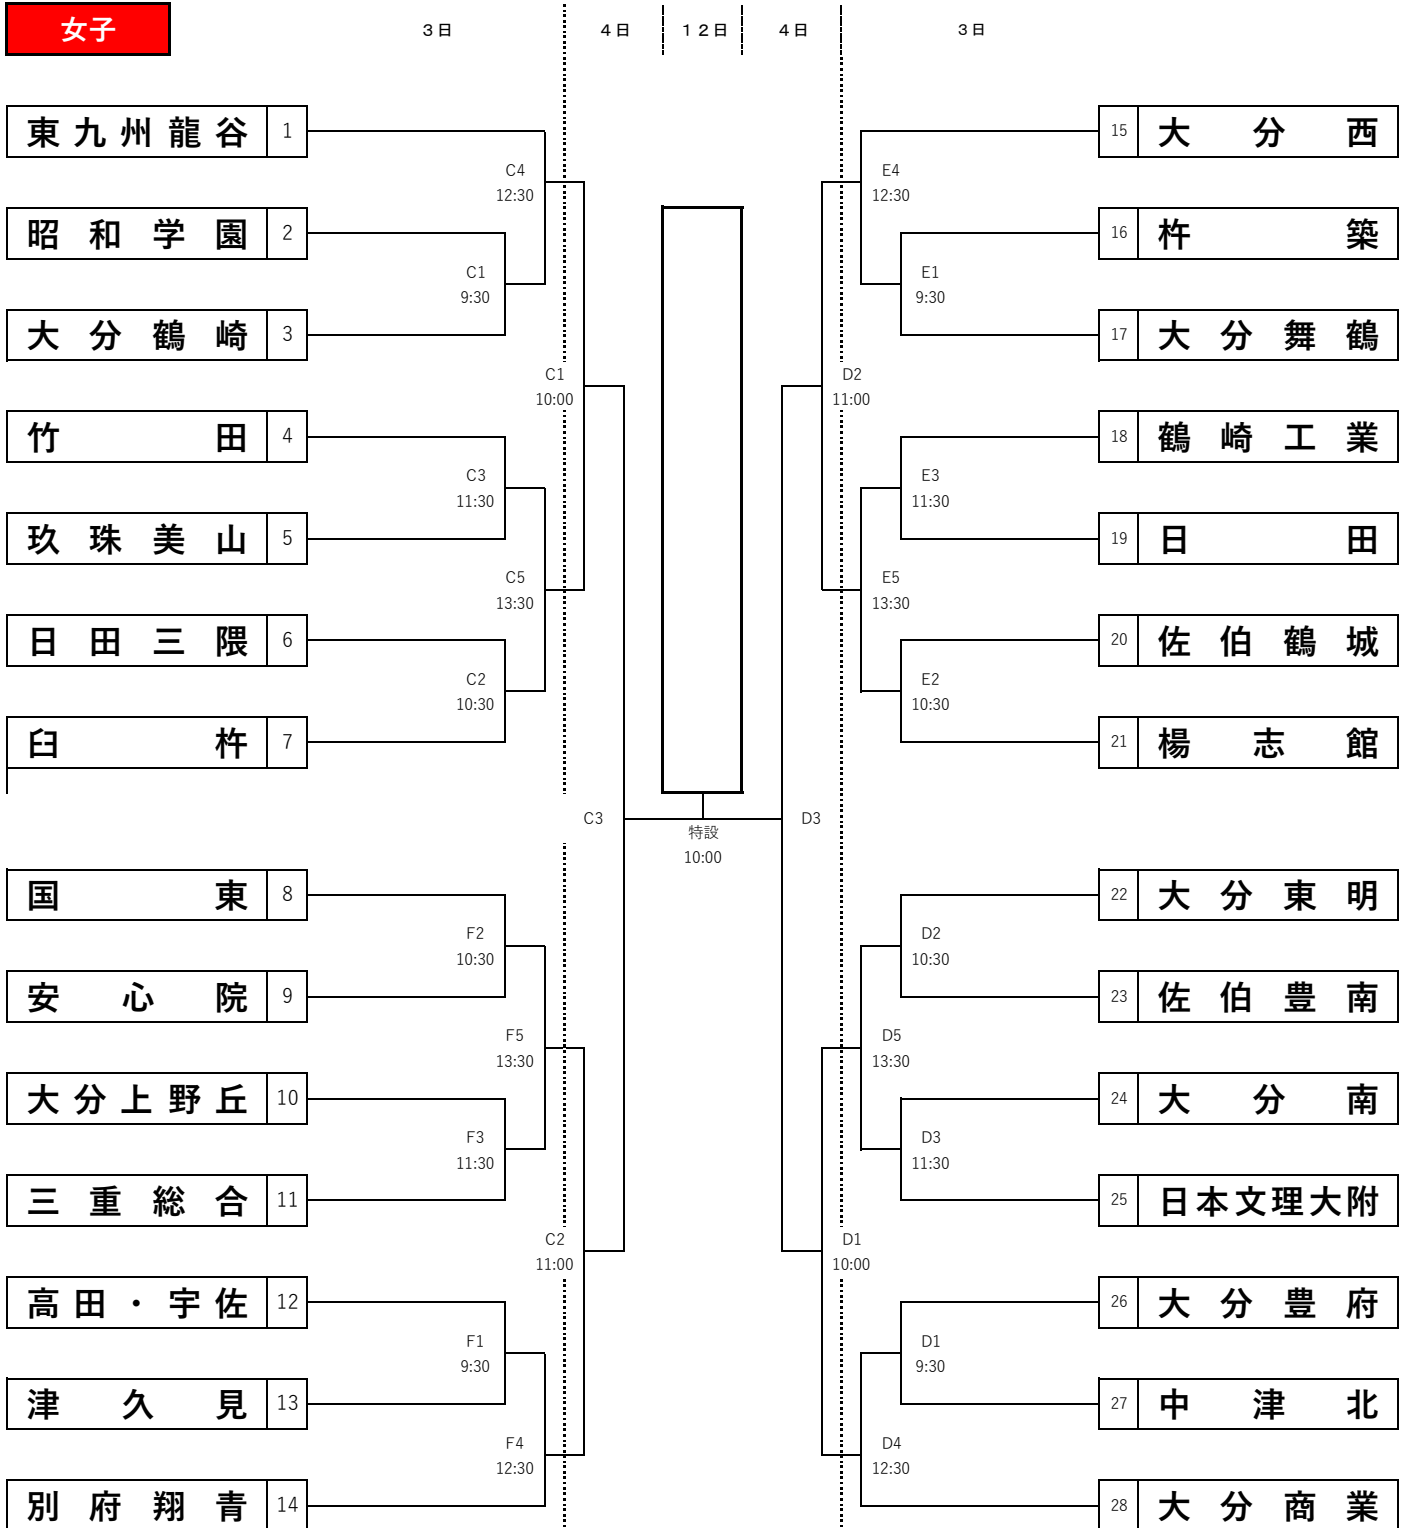 女子
3日 4日 12日 4日 3日
東九州龍谷 1
15 大分西
C4
12:30
E4
12:30
昭和学園 2
16 杵築
C1
9:30
E1
9:30
大分鶴崎 3
17 大分舞鶴
C1
10:00
D2
11:00
竹田 4
18 鶴崎工業
C3
11:30
E3
11:30
玖珠美山 5
19 日田
C5
13:30
E5
13:30
日田三隈 6
20 佐伯鶴城
C2
10:30
E2
10:30
臼杵 7
21 楊志館
C3
D3
特設
10:00
国東 8
22 大分東明
F2
10:30
D2
10:30
安心院 9
23 佐伯豊南
F5
13:30
D5
13:30
大分上野丘 10
24 大分南
F3
11:30
D3
11:30
三重総合 11
25 日本文理大附
C2
11:00
D1
10:00
高田・宇佐 12
26 大分豊府
F1
9:30
D1
9:30
津久見 13
27 中津北
F4
12:30
D4
12:30
別府翔青 14
28 大分商業